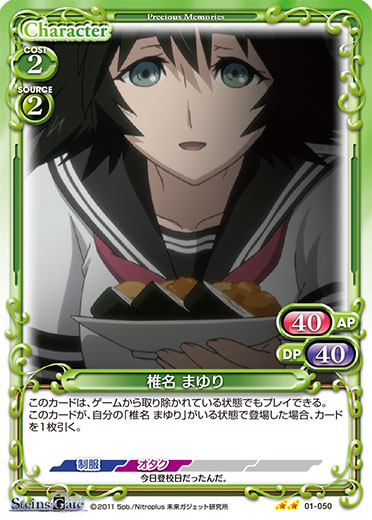 Precious Memories
Character
COST
2
SOURCE
2
40 AP
DP 40
椎名 まゆり
このカードは、ゲームから取り除かれている状態でもプレイできる。
このカードが、自分の「椎名 まゆり」がいる状態で登場した場合、カード
を1枚引く。
制服 オタク
今日登校日だったんだ。
Steins;Gate ©2011 5pb./Nitroplus 未来ガジェット研究所 01-050